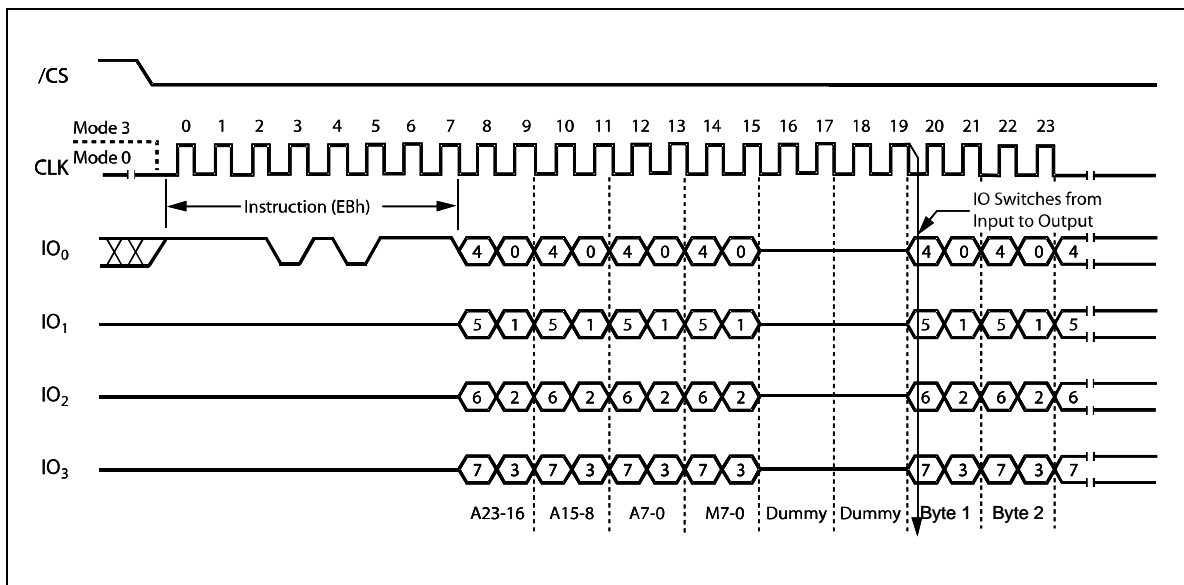 /CS
Mode 3
0 1 2 3 4 5 6 7 8 9 10 11 12 13 14 15 16 17 18 19 20 21 22 23
Mode 0
CLK
Instruction (EBh)
IO Switches from
Input to Output
IO0 4 0 4 0 4 0 4 0 4 0 4 0 4
IO1 5 1 5 1 5 1 5 1 5 1 5 1 5
IO2 6 2 6 2 6 2 6 2 6 2 6 2 6
IO3 7 3 7 3 7 3 7 3 7 3 7 3 7
A23-16 A15-8 A7-0 M7-0 Dummy Dummy Byte 1 Byte 2